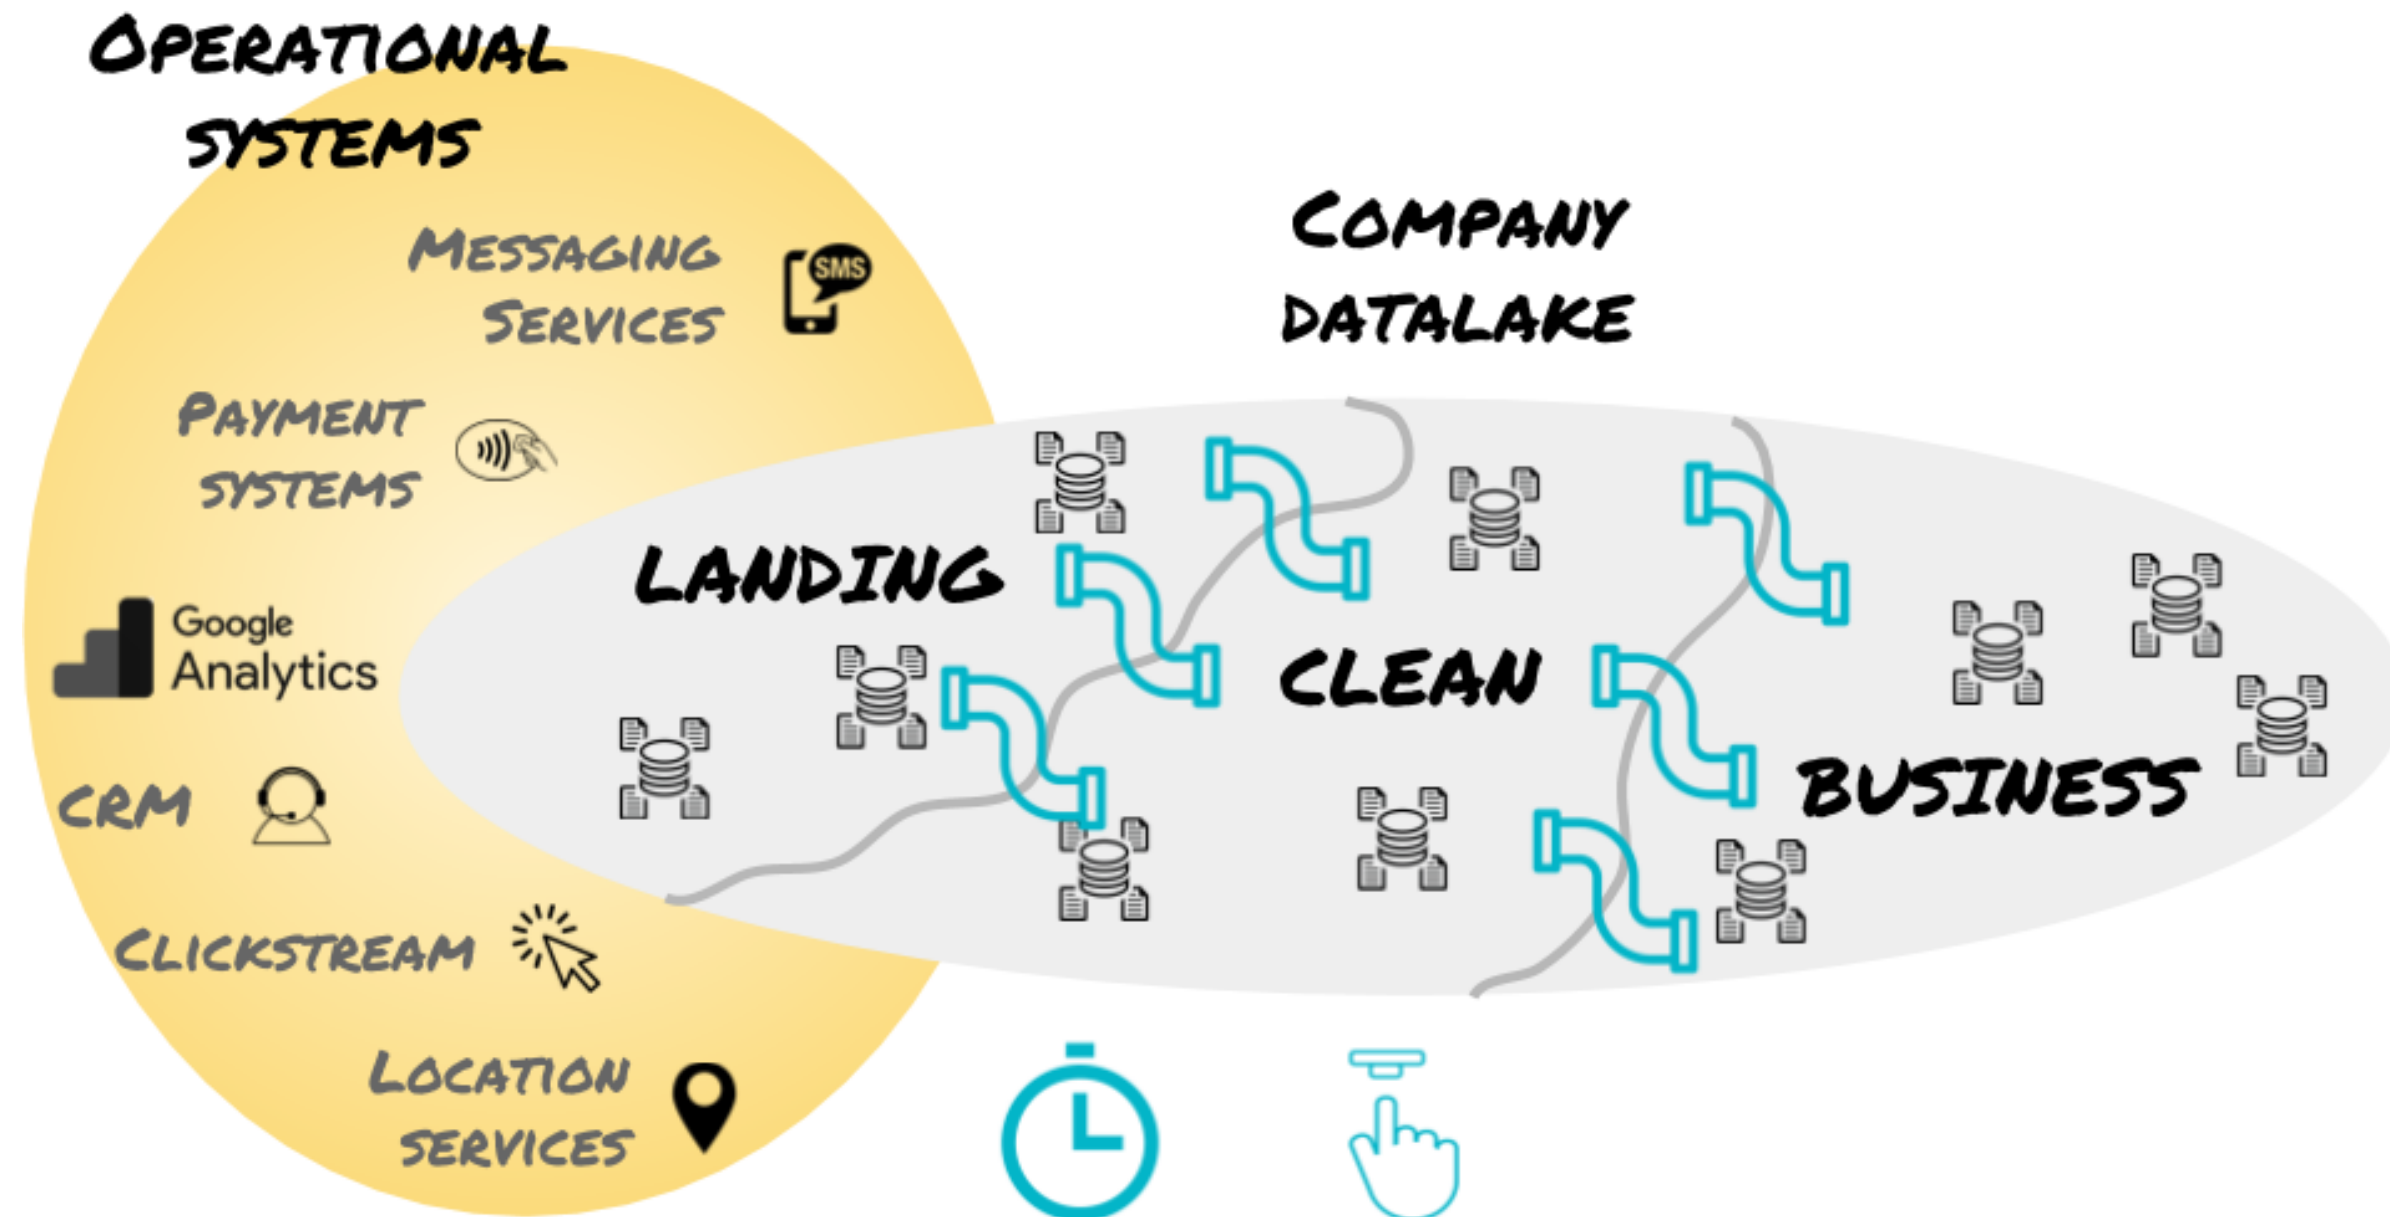 OPERATIONAL
SYSTEMS
MESSAGING
SERVICES
SMS
PAYMENT
SYSTEMS
Google
Analytics
CRM
CLICKSTREAM
LOCATION
SERVICES
COMPANY
DATALAKE
LANDING
CLEAN
BUSINESS